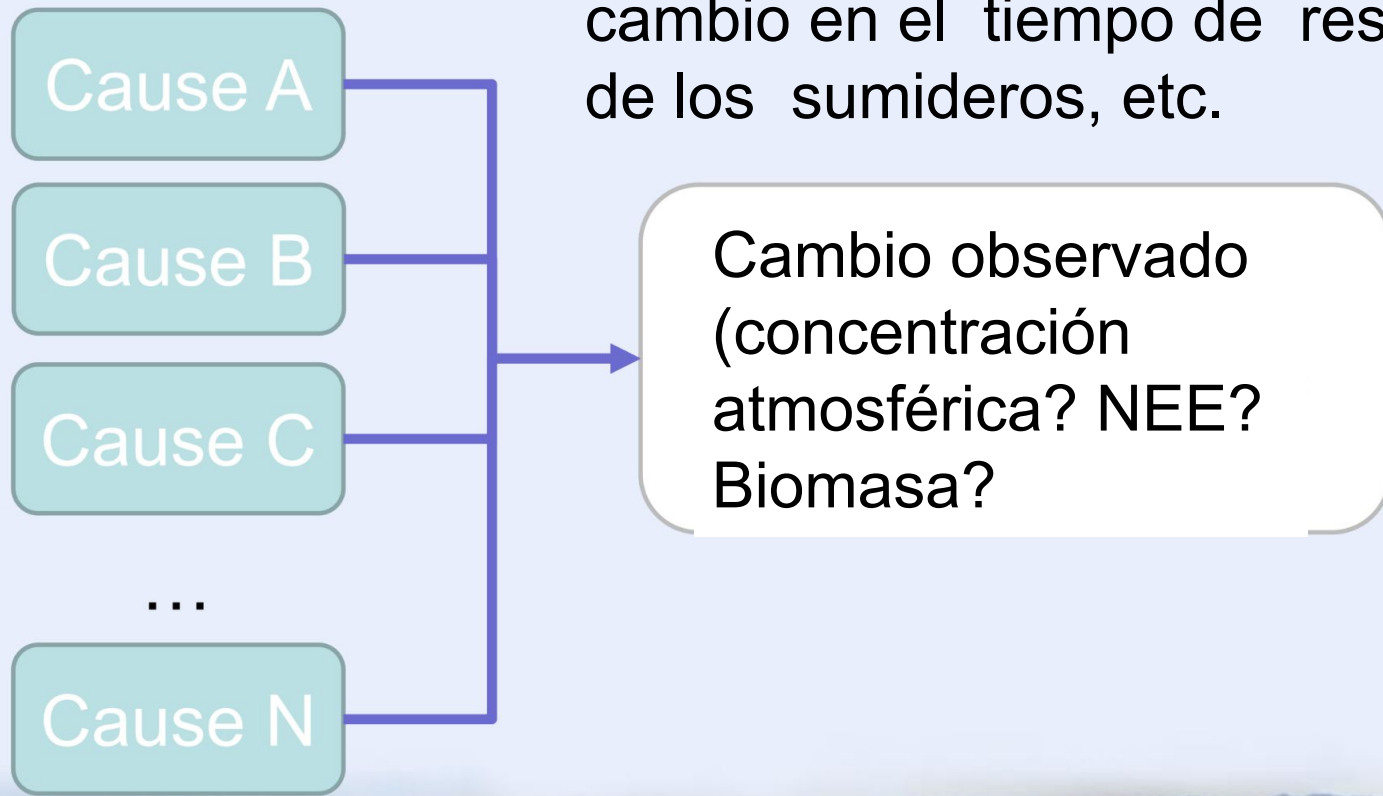 cambio en el tiempo de res
de los sumideros, etc.
Cause A
Cause B
Cause C
...
Cause N
Cambio observado
(concentración
atmosférica? NEE?
Biomasa?